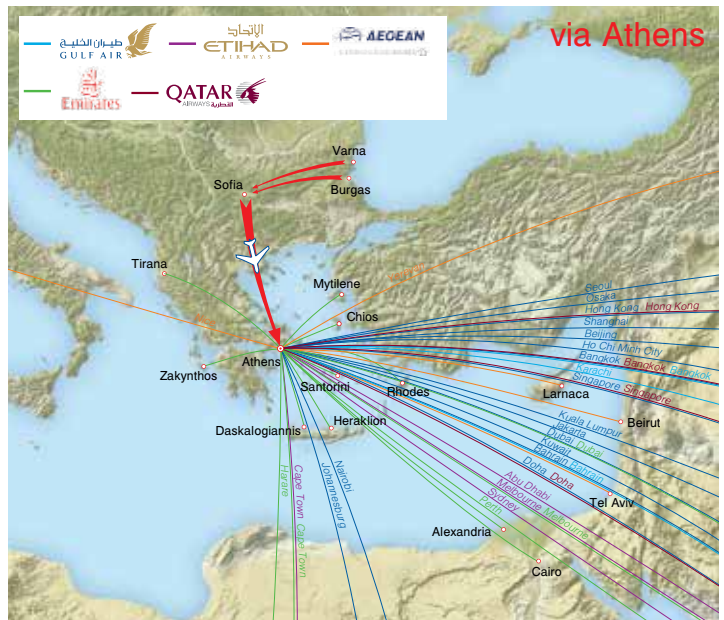 طيران الخليج
GULF AIR
الإتحاد
ETIHAD
AIRWAYS
AEGEAN
Emirates
QATAR
AIRWAYS القطرية
via Athens
Varna
Sofia
Burgas
Tirana
Mytilene
Chios
Athens
Zakynthos
Santorini
Rhodes
Larnaca
Beirut
Daskalogiannis
Heraklion
Tel Aviv
Alexandria
Cairo
Seoul
Osaka
Hong Kong Hong Kong
Shanghai
Beijing
Ho Chi Minh City
Bangkok Bangkok Bangkok
Karachi
Singapore Singapore
Kuala Lumpur
Jakarta
Dubai Dubai
Kuwait
Bahrain Bahrain
Doha Doha
Abu Dhabi
Melbourne Melbourne
Sydney
Perth
Nairobi
Johannesburg
Cape Town Cape Town
Harare